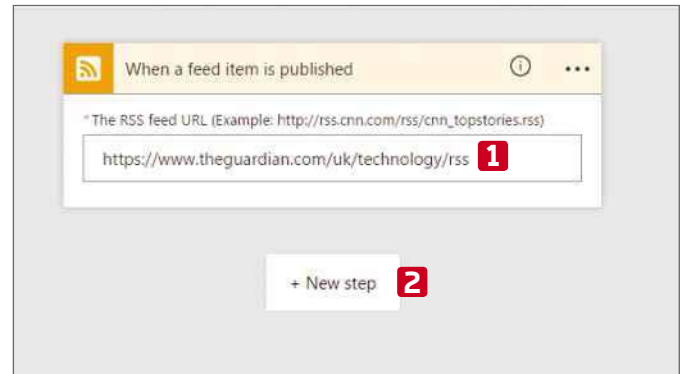 When a feed item is published
* The RSS feed URL (Example: http://rss.cnn.com/rss/cnn_topstories.rss)
https://www.theguardian.com/uk/technology/rss 1
+ New step 2